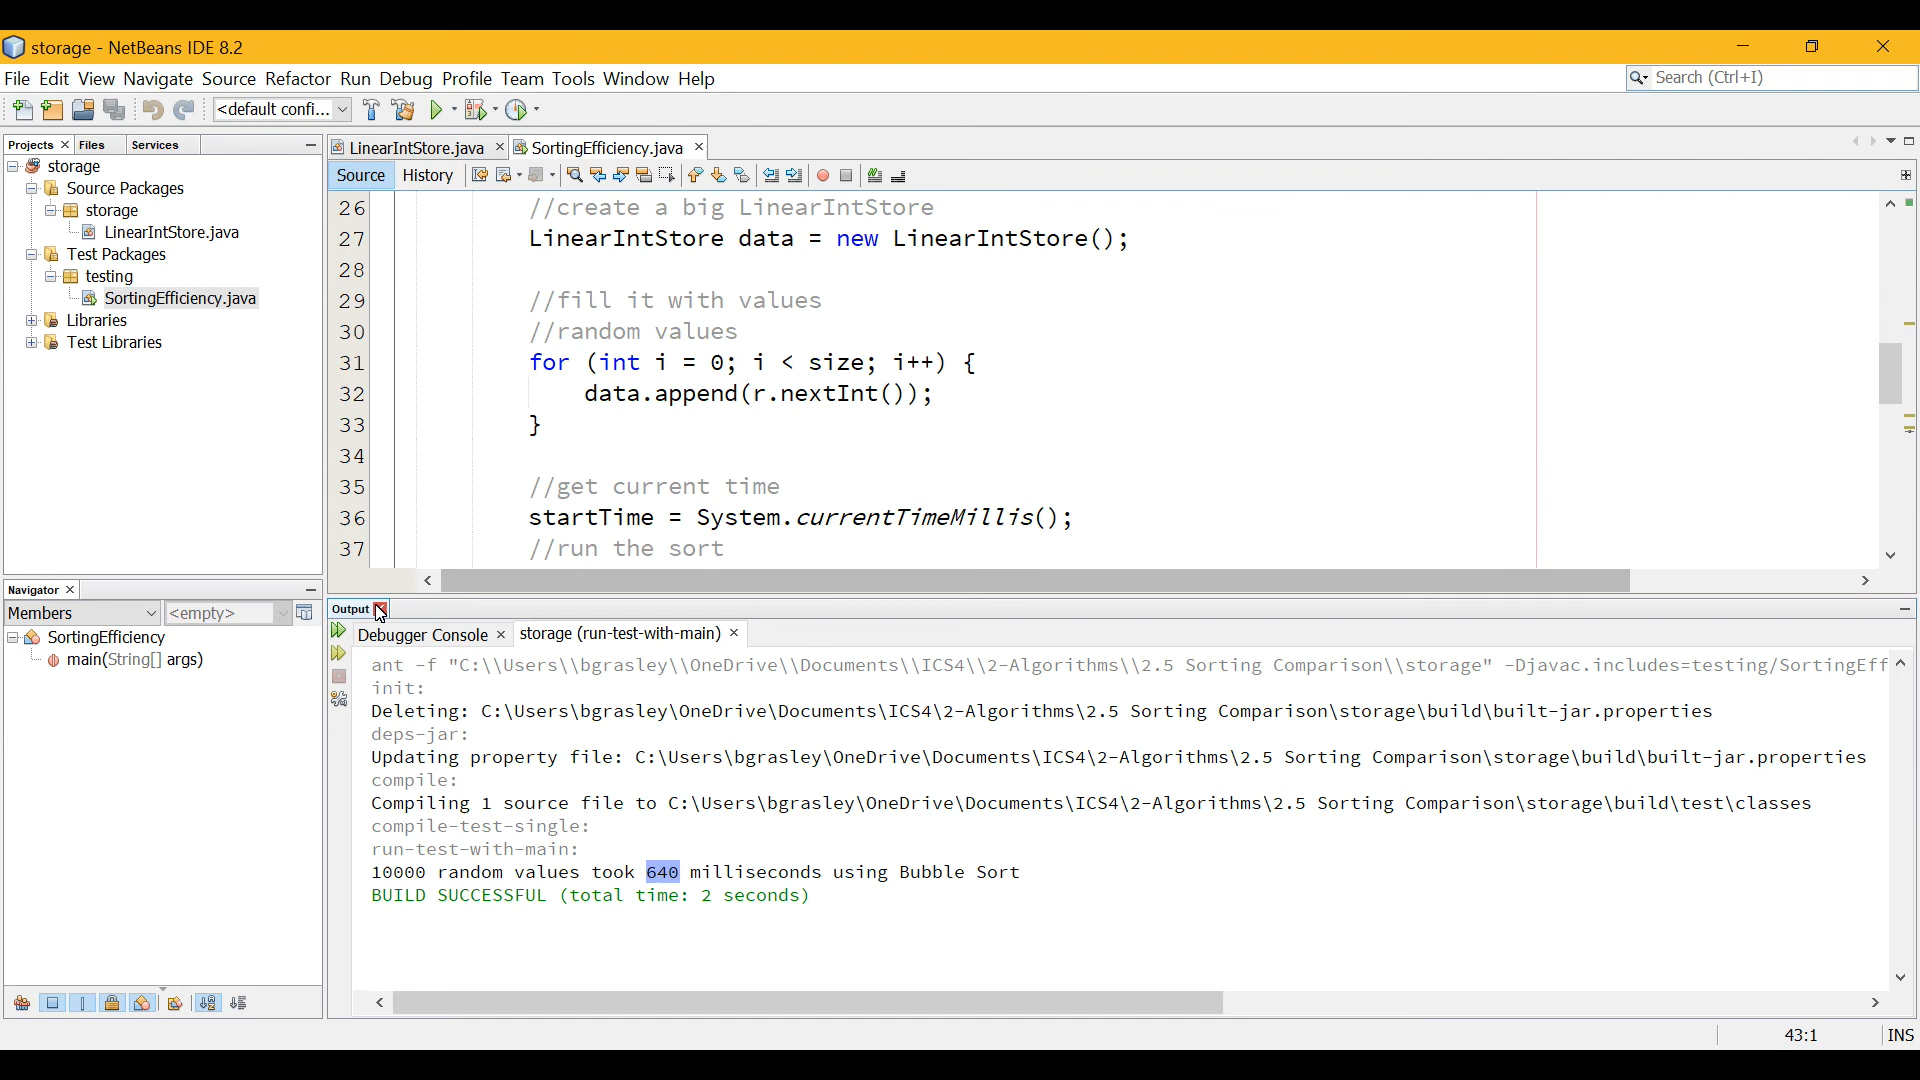 storage - NetBeans IDE 8.2
File Edit View Navigate Source Refactor Run Debug Profile Team Tools Window Help
Search (Ctrl+I)
<default confi...
Projects Files Services
storage
Source Packages
storage
LinearIntStore.java
Test Packages
testing
SortingEfficiency.java
Libraries
Test Libraries
Navigator
Members <empty>
SortingEfficiency
main(String[] args)
LinearIntStore.java SortingEfficiency.java
Source History
26 //create a big LinearIntStore
27 LinearIntStore data = new LinearIntStore();
28
29 //fill it with values
30 //random values
31 for (int i = 0; i < size; i++) {
32 data.append(r.nextInt());
33 }
34
35 //get current time
36 startTime = System.currentTimeMillis();
37 //run the sort
Output
Debugger Console storage (run-test-with-main)
ant -f "C:\\Users\\bgrasley\\OneDrive\\Documents\\ICS4\\2-Algorithms\\2.5 Sorting Comparison\\storage" -Djavac.includes=testing/SortingEff
init:
Deleting: C:\Users\bgrasley\OneDrive\Documents\ICS4\2-Algorithms\2.5 Sorting Comparison\storage\build\built-jar.properties
deps-jar:
Updating property file: C:\Users\bgrasley\OneDrive\Documents\ICS4\2-Algorithms\2.5 Sorting Comparison\storage\build\built-jar.properties
compile:
Compiling 1 source file to C:\Users\bgrasley\OneDrive\Documents\ICS4\2-Algorithms\2.5 Sorting Comparison\storage\build\test\classes
compile-test-single:
run-test-with-main:
10000 random values took 640 milliseconds using Bubble Sort
BUILD SUCCESSFUL (total time: 2 seconds)
43:1 INS